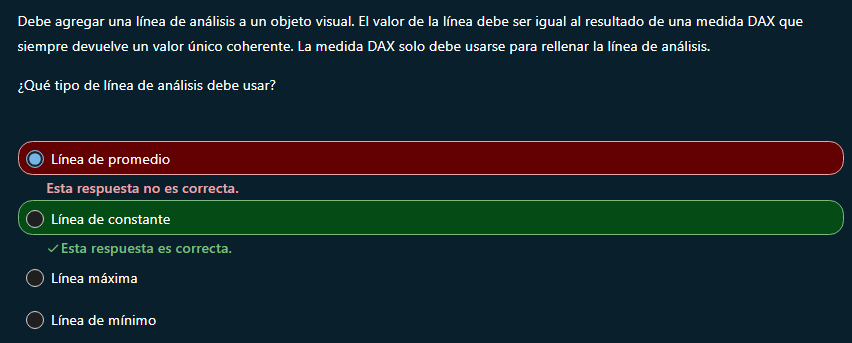 Debe agregar una línea de análisis a un objeto visual. El valor de la línea debe ser igual al resultado de una medida DAX que
siempre devuelve un valor único coherente. La medida DAX solo debe usarse para rellenar la línea de análisis.
¿Qué tipo de línea de análisis debe usar?
Línea de promedio
Esta respuesta no es correcta.
Línea de constante
Esta respuesta es correcta.
Línea máxima
Línea de mínimo